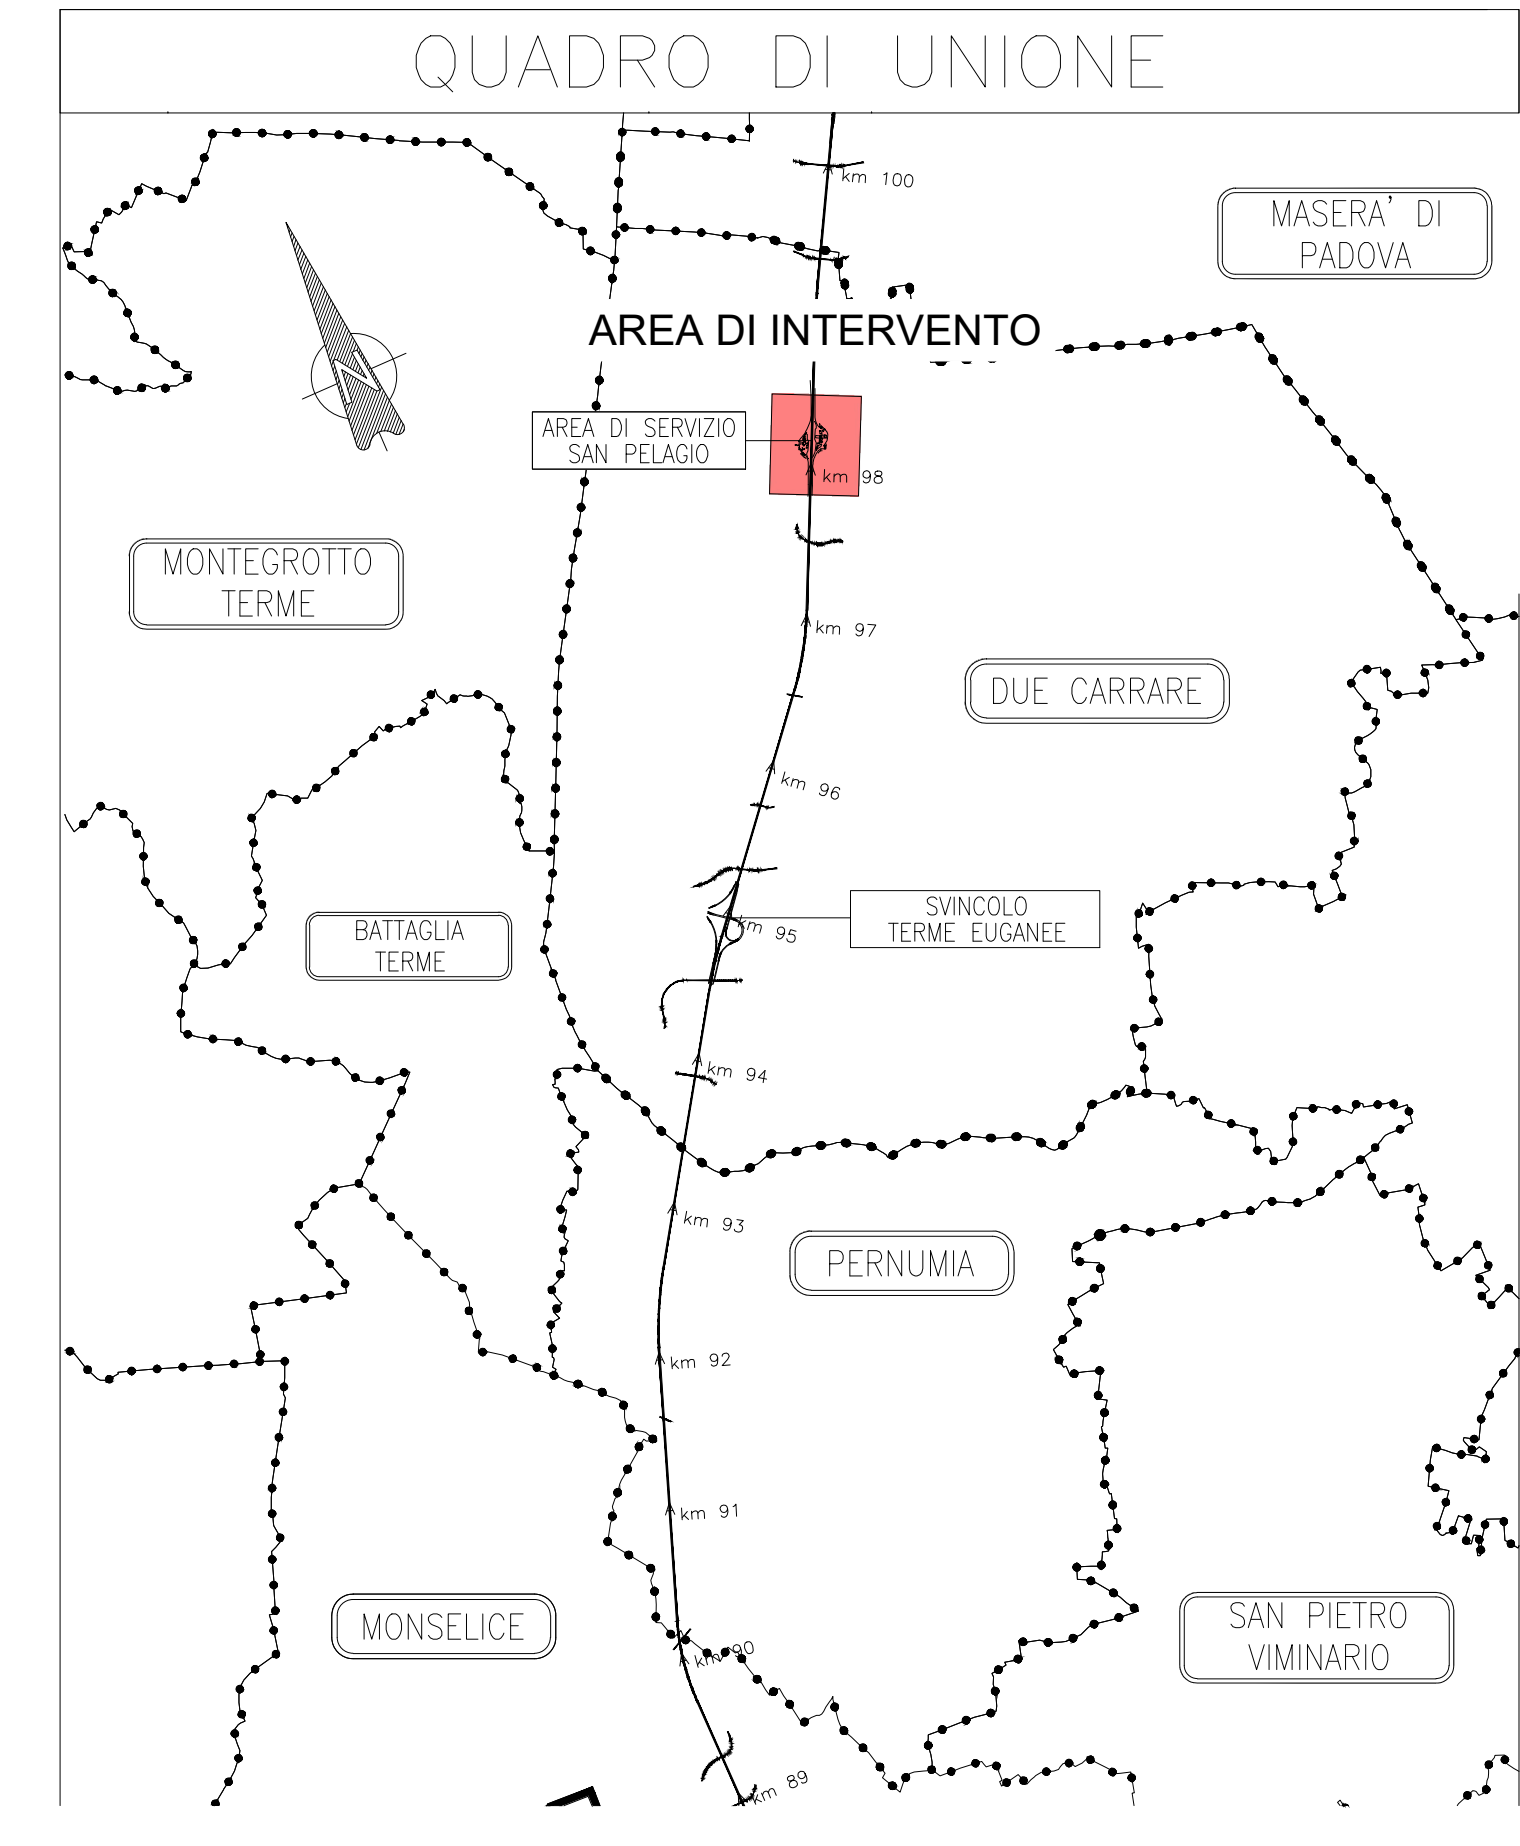 QUADRO DI UNIONE
km 100
MASERA' DI
PADOVA
AREA DI INTERVENTO
N
AREA DI SERVIZIO
SAN PELAGIO
km 98
MONTEGROTTO
TERME
km 97
DUE CARRARE
km 96
SVINCOLO
TERME EUGANEE
km 95
BATTAGLIA
TERME
km 94
km 93
PERNUMIA
km 92
km 91
MONSELICE
SAN PIETRO
VIMINARIO
km 90
km 89